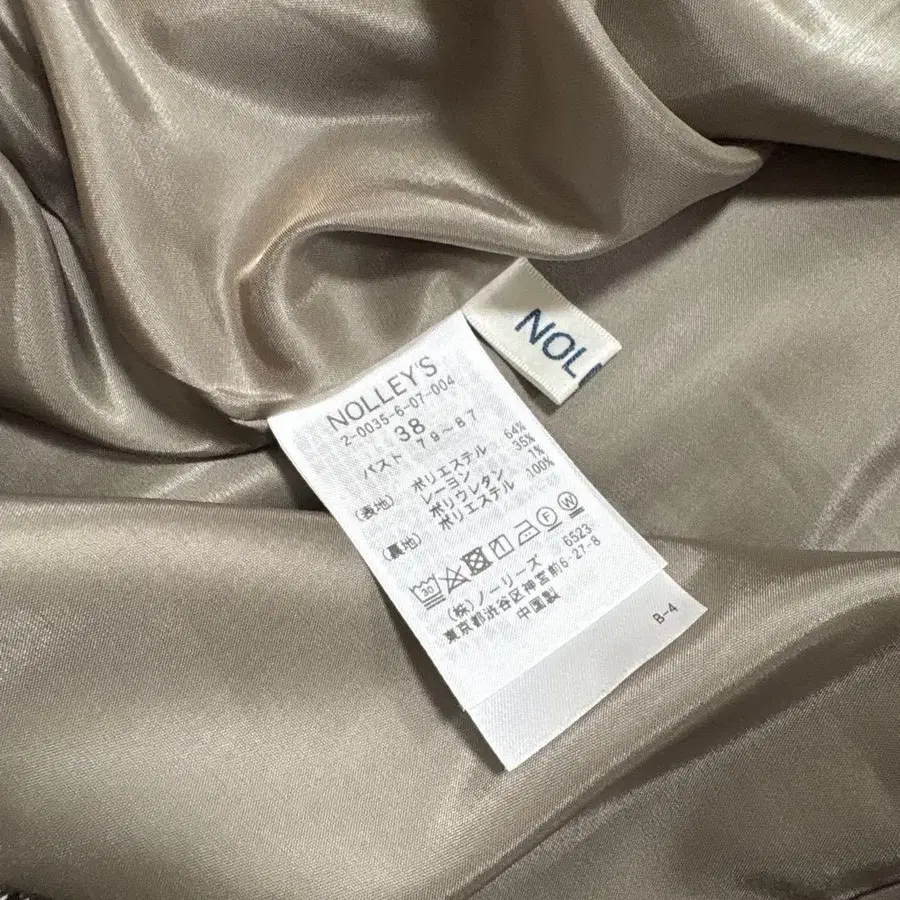 NOL
NOLLEY'S
2-0035-6-07-004
38
バスト 79～87
(表地) ポリエステル 64%
レーヨン 35%
ポリウレタン 1%
(裏地) ポリエステル 100%
30 F W
(株)ノーリーズ 6523
東京都渋谷区神宮前6-27-8
中国製
B-4